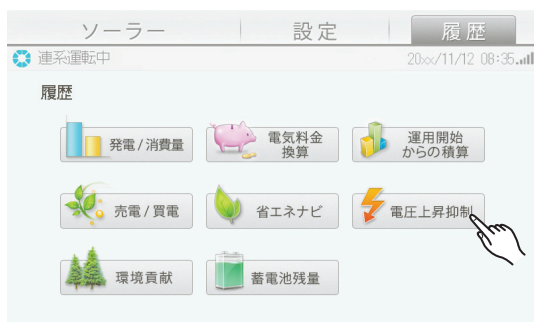 ソーラー 設定 履歴
連系運転中 20xx/11/12 08:35
履歴
発電/消費量
電気料金
換算
運用開始
からの積算
売電/買電
省エネナビ
電圧上昇抑制
環境貢献
蓄電池残量